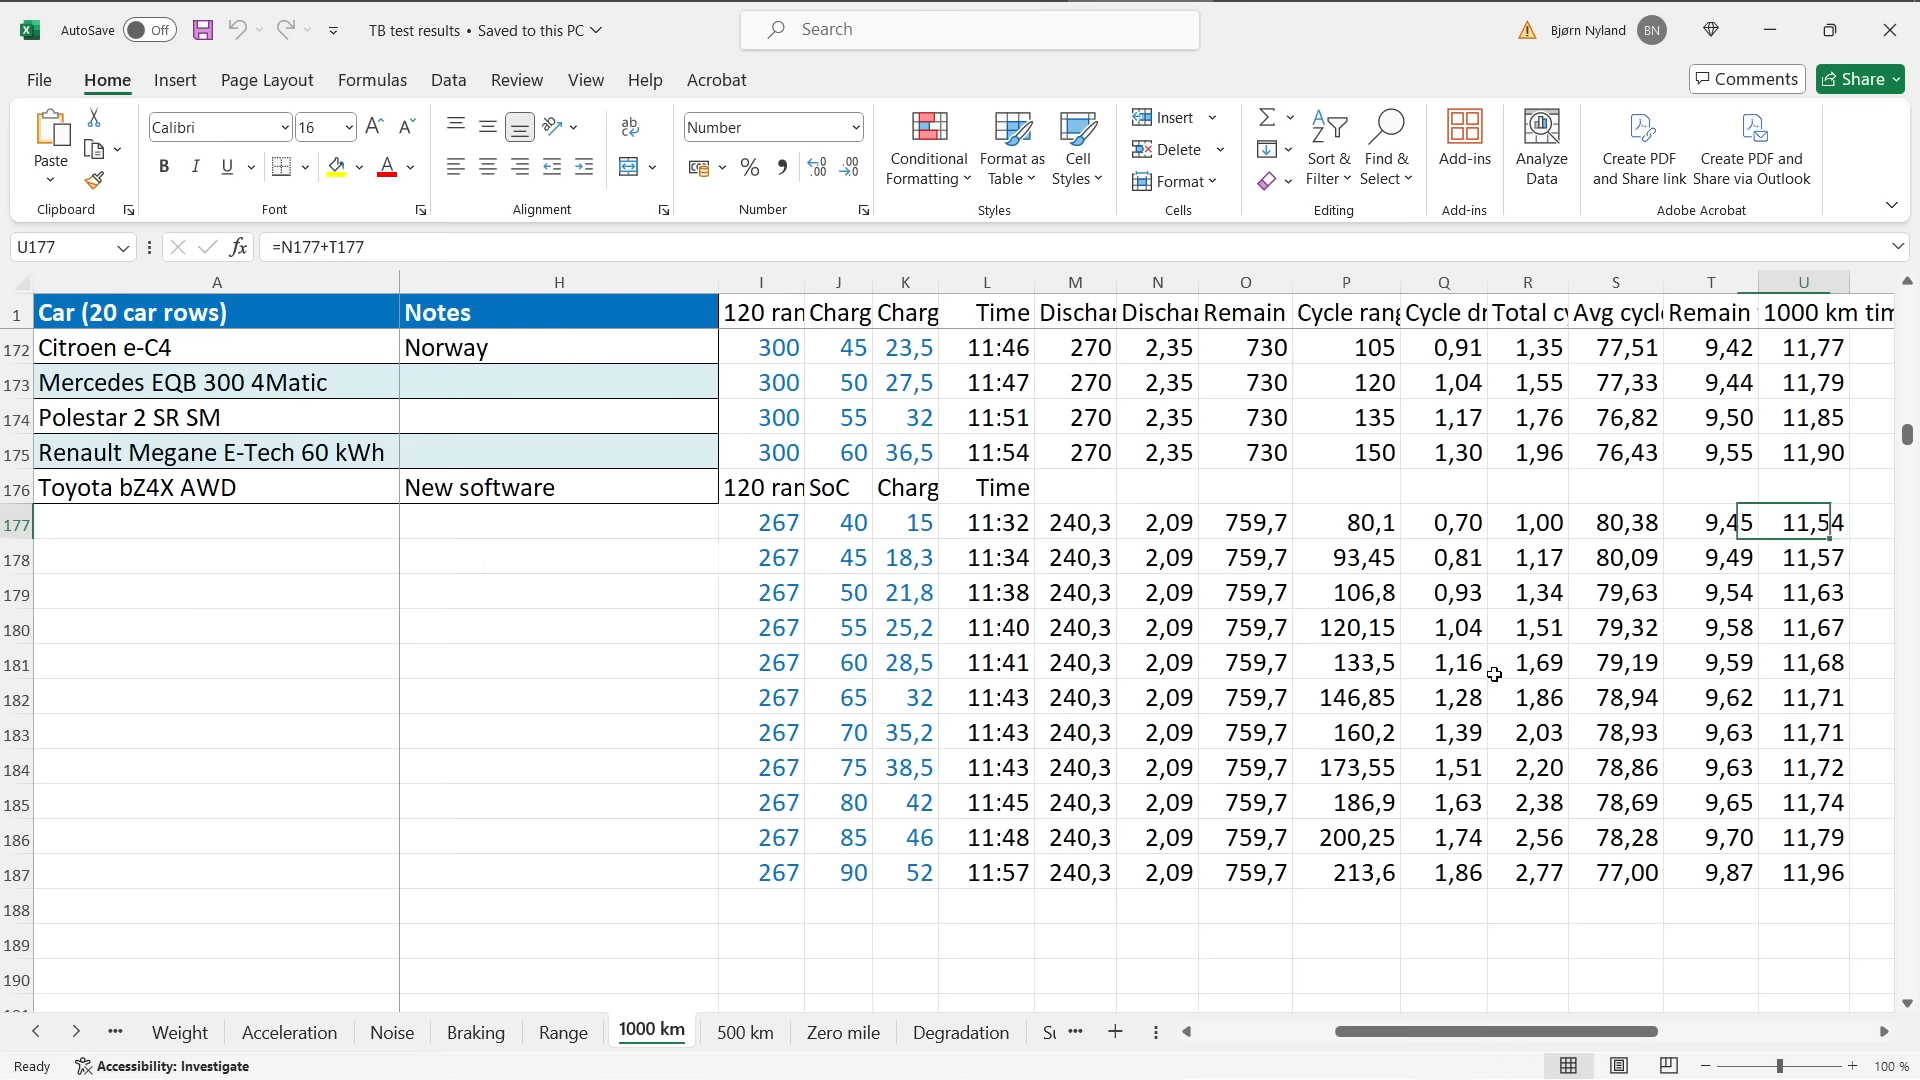 AutoSave Off TB test results • Saved to this PC Search Bjørn Nyland BN
File Home Insert Page Layout Formulas Data Review View Help Acrobat Comments Share
Paste Calibri 16 Number Conditional Formatting Format as Table Cell Styles Insert Delete Format Sort & Filter Find & Select Add-ins Analyze Data Create PDF and Share link Create PDF and Share via Outlook
Clipboard Font Alignment Number Styles Cells Editing Add-ins Adobe Acrobat
U177 fx =N177+T177
A H I J K L M N O P Q R S T U
1 Car (20 car rows) Notes 120 ran Charg Charg Time Dischar Dischar Remain Cycle rang Cycle dr Total cy Avg cycl Remain 1000 km tim
172 Citroen e-C4 Norway 300 45 23,5 11:46 270 2,35 730 105 0,91 1,35 77,51 9,42 11,77
173 Mercedes EQB 300 4Matic 300 50 27,5 11:47 270 2,35 730 120 1,04 1,55 77,33 9,44 11,79
174 Polestar 2 SR SM 300 55 32 11:51 270 2,35 730 135 1,17 1,76 76,82 9,50 11,85
175 Renault Megane E-Tech 60 kWh 300 60 36,5 11:54 270 2,35 730 150 1,30 1,96 76,43 9,55 11,90
176 Toyota bZ4X AWD New software 120 ran SoC Charg Time
177 267 40 15 11:32 240,3 2,09 759,7 80,1 0,70 1,00 80,38 9,45 11,54
178 267 45 18,3 11:34 240,3 2,09 759,7 93,45 0,81 1,17 80,09 9,49 11,57
179 267 50 21,8 11:38 240,3 2,09 759,7 106,8 0,93 1,34 79,63 9,54 11,63
180 267 55 25,2 11:40 240,3 2,09 759,7 120,15 1,04 1,51 79,32 9,58 11,67
181 267 60 28,5 11:41 240,3 2,09 759,7 133,5 1,16 1,69 79,19 9,59 11,68
182 267 65 32 11:43 240,3 2,09 759,7 146,85 1,28 1,86 78,94 9,62 11,71
183 267 70 35,2 11:43 240,3 2,09 759,7 160,2 1,39 2,03 78,93 9,63 11,71
184 267 75 38,5 11:43 240,3 2,09 759,7 173,55 1,51 2,20 78,86 9,63 11,72
185 267 80 42 11:45 240,3 2,09 759,7 186,9 1,63 2,38 78,69 9,65 11,74
186 267 85 46 11:48 240,3 2,09 759,7 200,25 1,74 2,56 78,28 9,70 11,79
187 267 90 52 11:57 240,3 2,09 759,7 213,6 1,86 2,77 77,00 9,87 11,96
188
189
190
Weight Acceleration Noise Braking Range 1000 km 500 km Zero mile Degradation Su
Ready Accessibility: Investigate 100 %